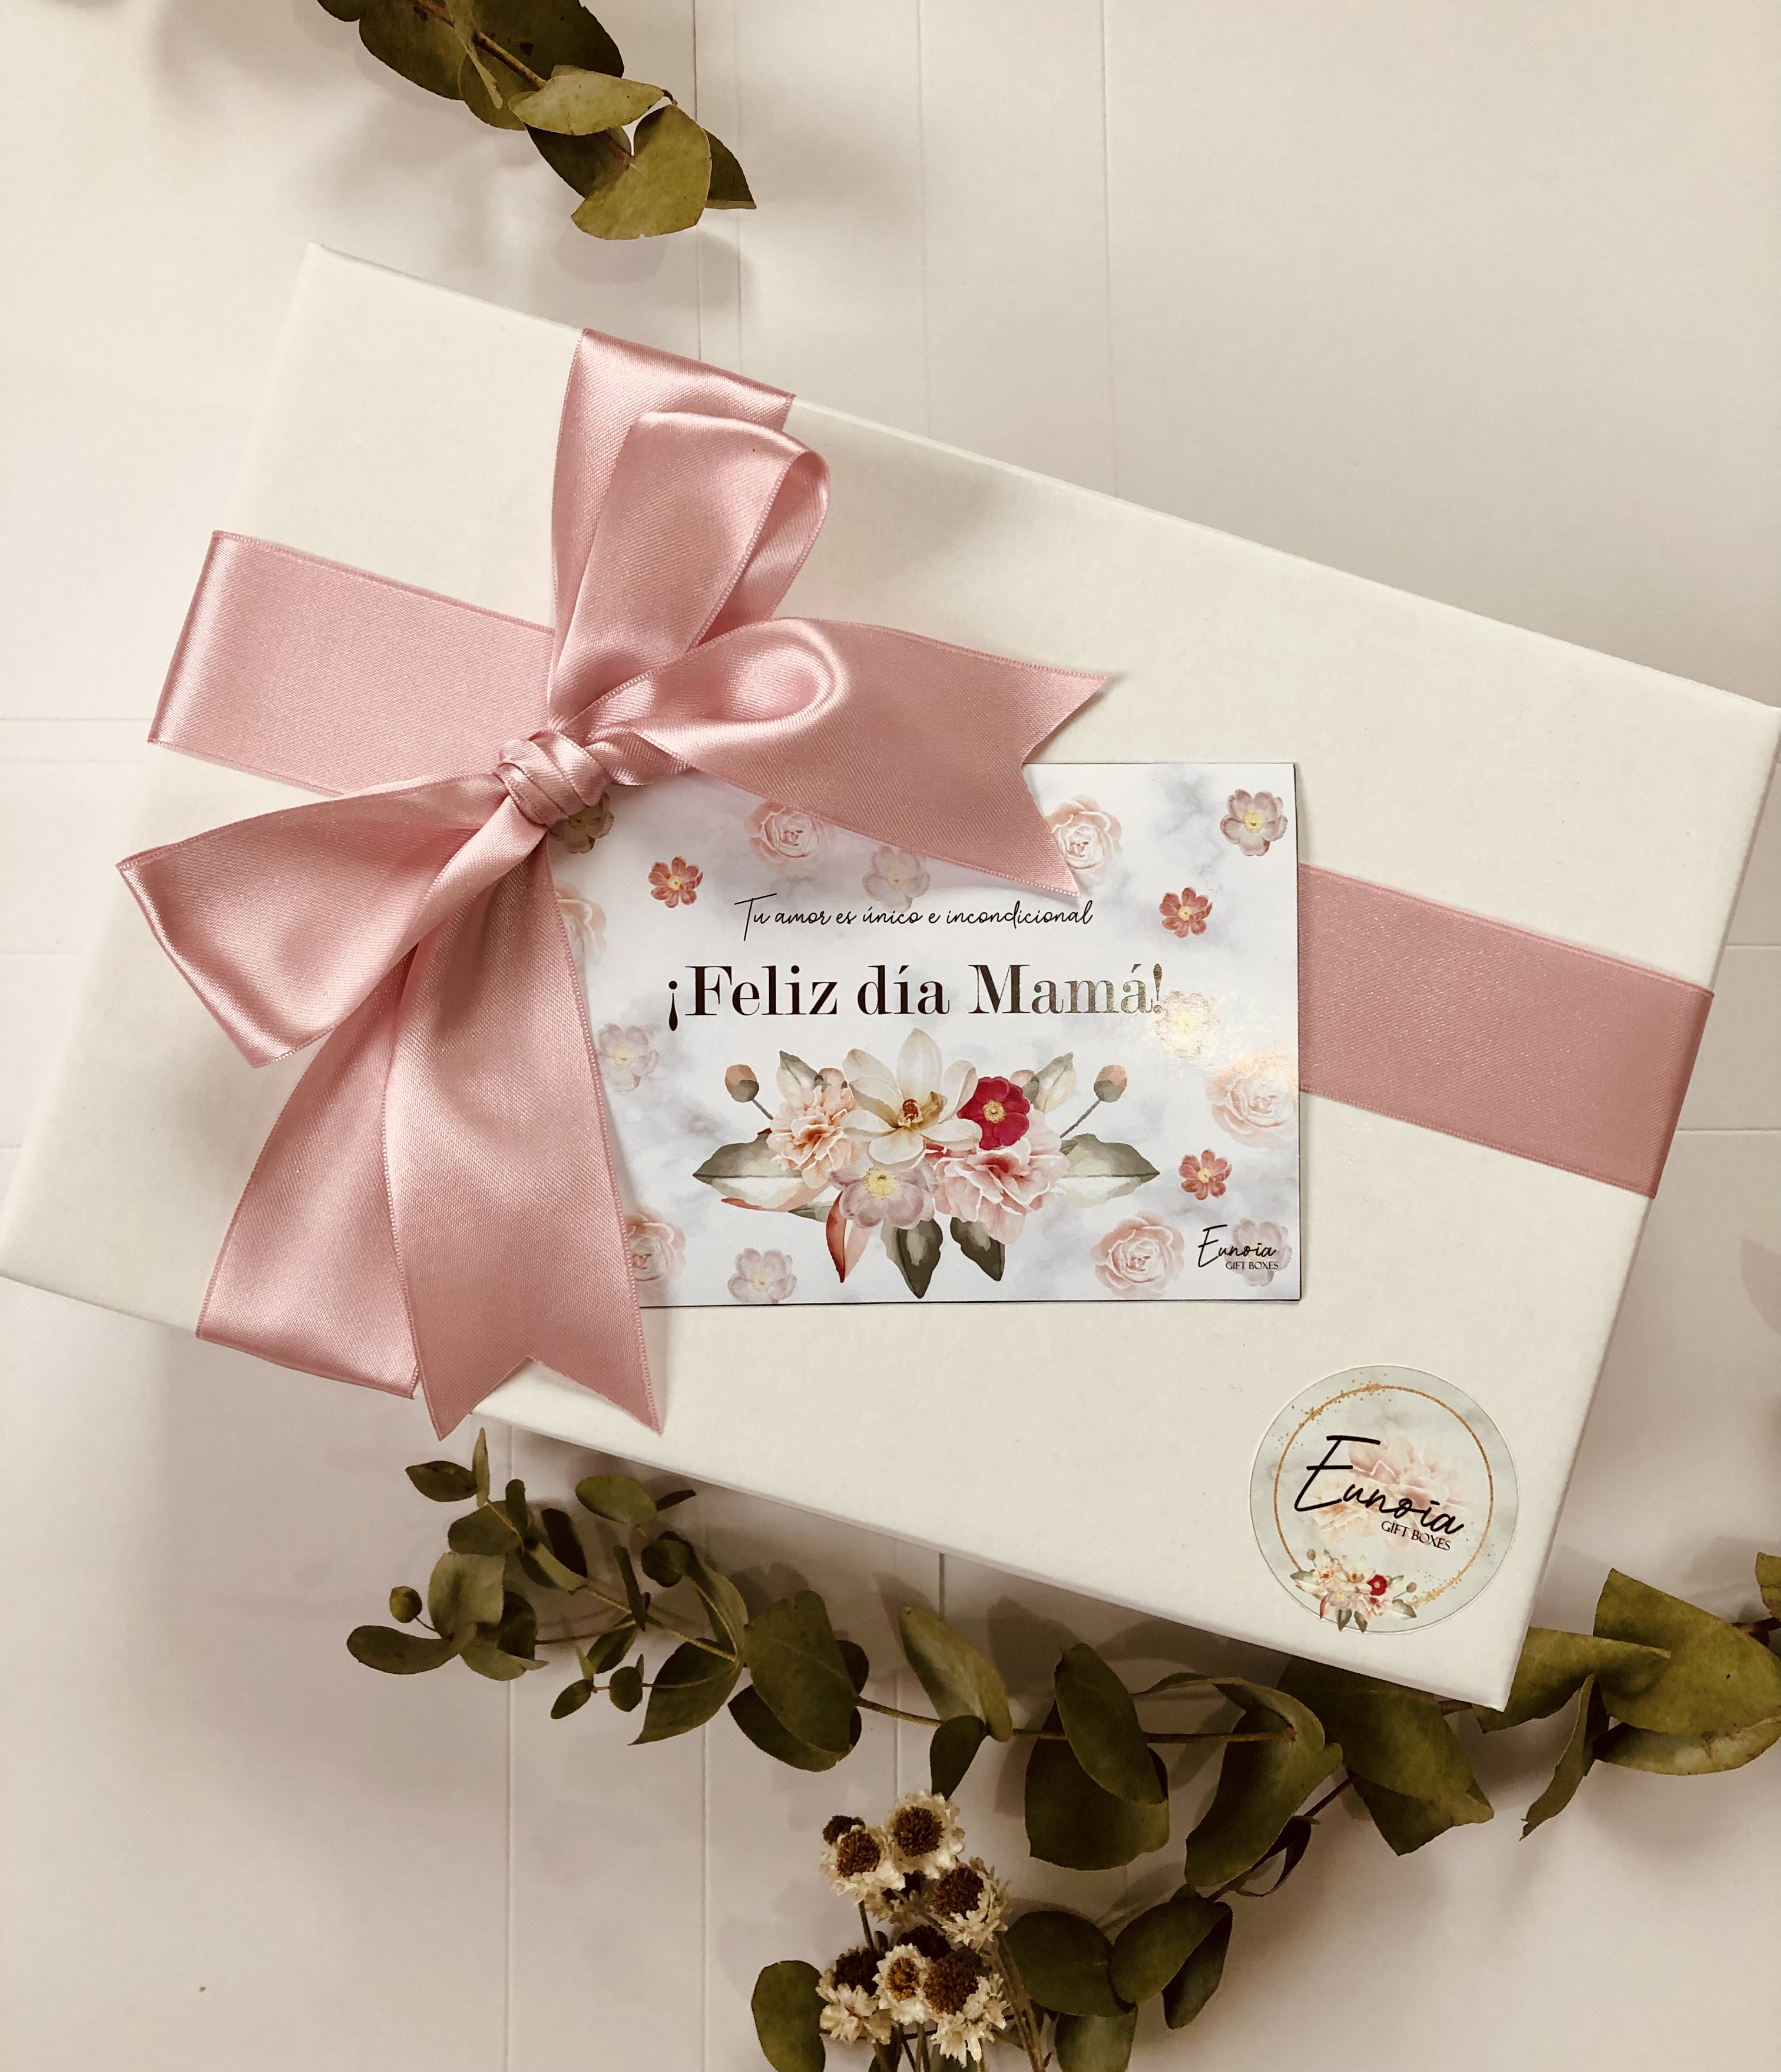 Tu amor es único e incondicional
¡Feliz día Mamá!
Eunoia
GIFT BOXES
Eunoia
GIFT BOXES